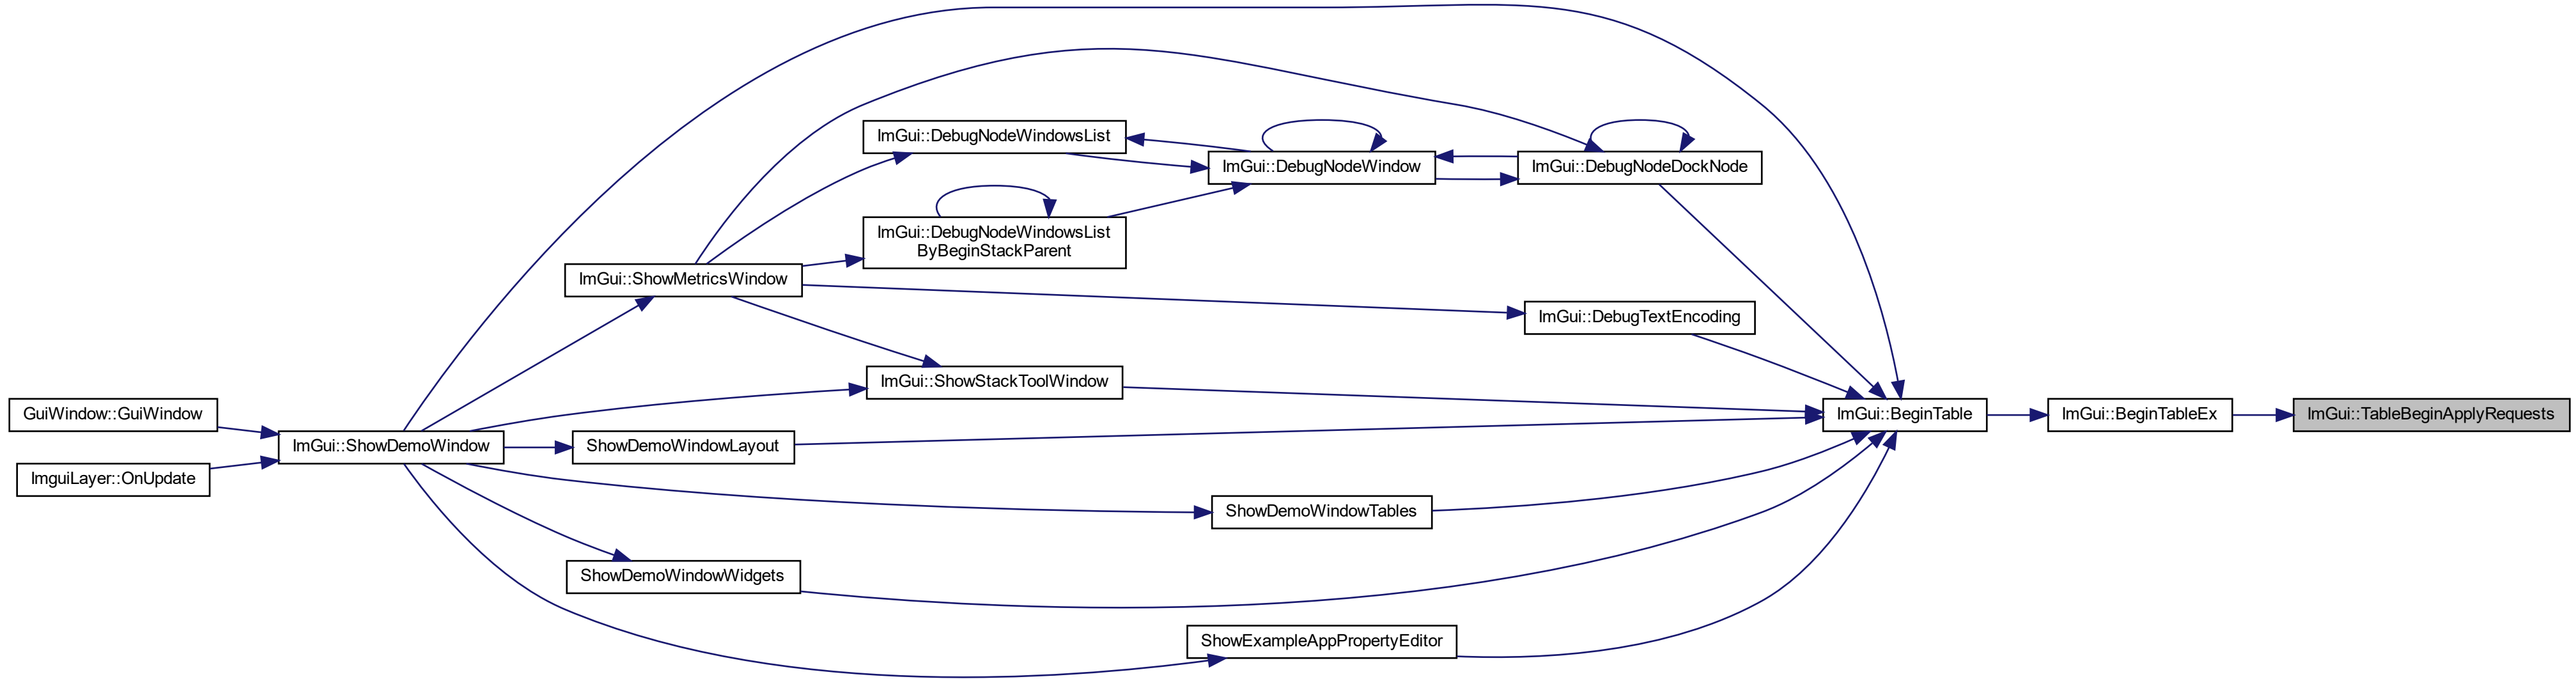 ImGui::DebugNodeWindowsList
ImGui::DebugNodeWindow
ImGui::DebugNodeDockNode
ImGui::DebugNodeWindowsList
ByBeginStackParent
ImGui::ShowMetricsWindow
ImGui::DebugTextEncoding
ImGui::ShowStackToolWindow
GuiWindow::GuiWindow
ImGui::BeginTable
ImGui::BeginTableEx
ImGui::TableBeginApplyRequests
ImGui::ShowDemoWindow
ShowDemoWindowLayout
ImguiLayer::OnUpdate
ShowDemoWindowTables
ShowDemoWindowWidgets
ShowExampleAppPropertyEditor